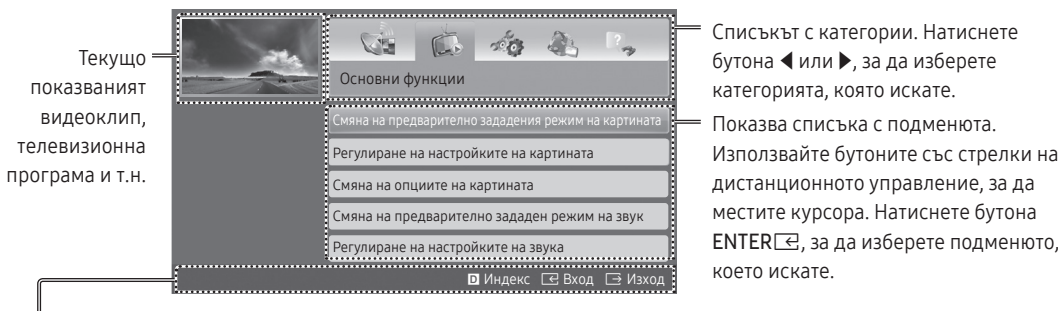 Текущо
показваният
видеоклип,
телевизионна
програма и т.н.
Основни функции
Смяна на предварително зададения режим на картината
Регулиране на настройките на картината
Смяна на опциите на картината
Смяна на предварително зададен режим на звук
Регулиране на настройките на звука
D Индекс Вход Изход
Списъкът с категории. Натиснете
бутона ◀ или ▶, за да изберете
категорията, която искате.
Показва списъка с подменюта.
Използвайте бутоните със стрелки на
дистанционното управление, за да
местите курсора. Натиснете бутона
ENTER, за да изберете подменюто,
което искате.